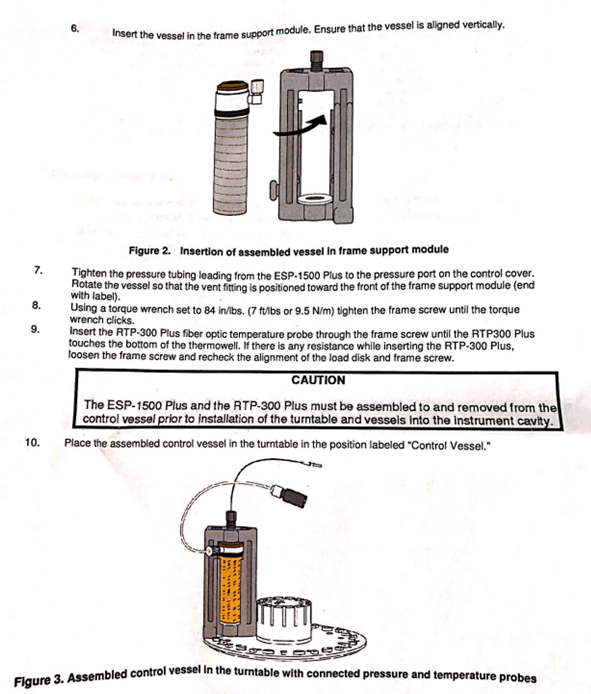 6. Insert the vessel in the frame support module. Ensure that the vessel is aligned vertically.
Figure 2. Insertion of assembled vessel in frame support module
7. Tighten the pressure tubing leading from the ESP-1500 Plus to the pressure port on the control cover.
Rotate the vessel so that the vent fitting is positioned toward the front of the frame support module (end
with label).
8. Using a torque wrench set to 84 in/lbs. (7 ft/lbs or 9.5 N/m) tighten the frame screw until the torque
wrench clicks.
9. Insert the RTP-300 Plus fiber optic temperature probe through the frame screw until the RTP300 Plus
touches the bottom of the thermowell. If there is any resistance while inserting the RTP-300 Plus,
loosen the frame screw and recheck the alignment of the load disk and frame screw.
CAUTION
The ESP-1500 Plus and the RTP-300 Plus must be assembled to and removed from the
control vessel prior to installation of the turntable and vessels into the instrument cavity.
10. Place the assembled control vessel in the turntable in the position labeled "Control Vessel."
Figure 3. Assembled control vessel in the turntable with connected pressure and temperature probes